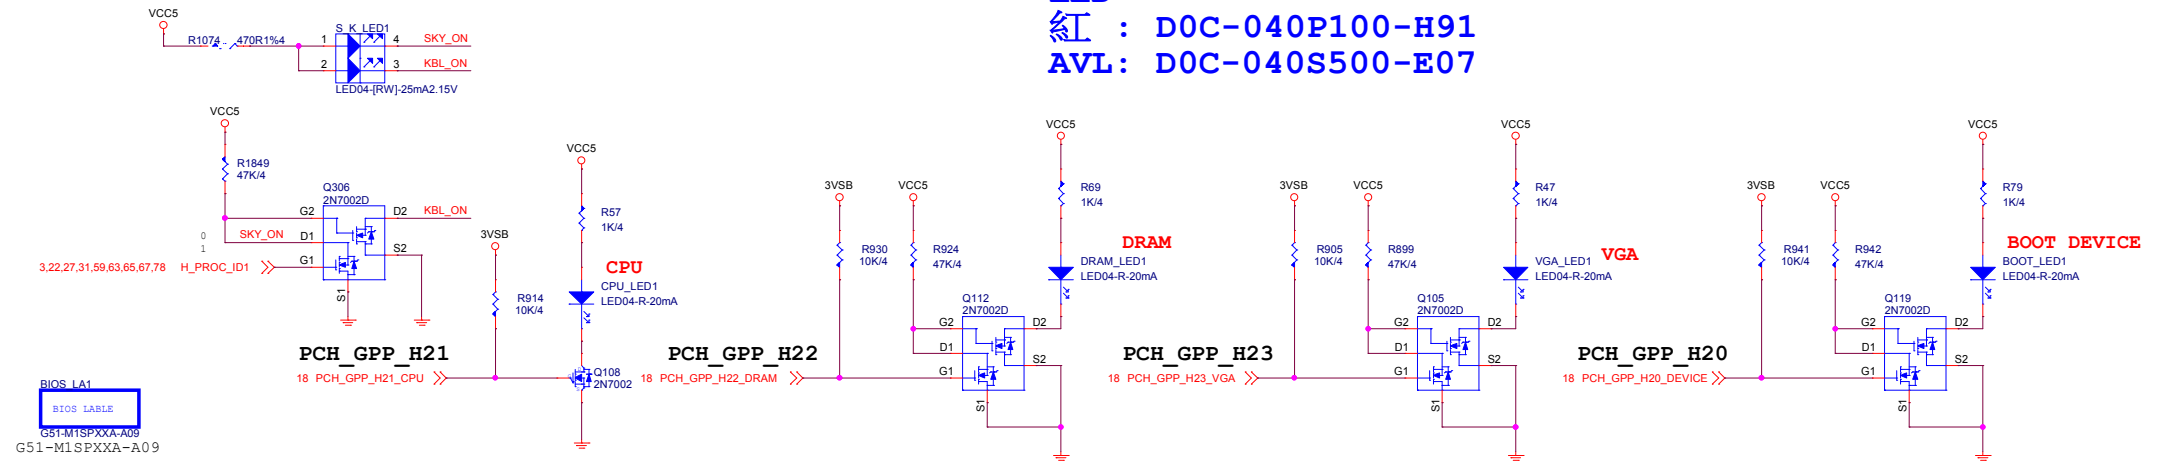 VCC5
R1074
470R1%4
S_K_LED1
1
4
SKY_ON
2
3
KBL_ON
LED04-[RW]-25mA2.15V
紅 : D0C-040P100-H91
AVL: D0C-040S500-E07
VCC5
R1849
47K/4
Q306
2N7002D
G2
D2
KBL_ON
0
SKY_ON
D1
1
S2
3,22,27,31,59,63,65,67,78 H_PROC_ID1
G1
S1
3VSB
R914
10K/4
VCC5
R57
1K/4
CPU
CPU_LED1
LED04-R-20mA
PCH_GPP_H21
18 PCH_GPP_H21_CPU
Q108
2N7002
3VSB
R930
10K/4
VCC5
R924
47K/4
VCC5
R69
1K/4
DRAM
DRAM_LED1
LED04-R-20mA
Q112
2N7002D
G2
D2
D1
S2
G1
S1
PCH_GPP_H22
18 PCH_GPP_H22_DRAM
3VSB
R905
10K/4
VCC5
R899
47K/4
VCC5
R47
1K/4
VGA
VGA_LED1
LED04-R-20mA
Q105
2N7002D
G2
D2
D1
S2
G1
S1
PCH_GPP_H23
18 PCH_GPP_H23_VGA
3VSB
R941
10K/4
VCC5
R942
47K/4
VCC5
R79
1K/4
BOOT DEVICE
BOOT_LED1
LED04-R-20mA
Q119
2N7002D
G2
D2
D1
S2
G1
S1
PCH_GPP_H20
18 PCH_GPP_H20_DEVICE
BIOS_LA1
BIOS LABLE
G51-M1SPXXA-A09
G51-M1SPXXA-A09